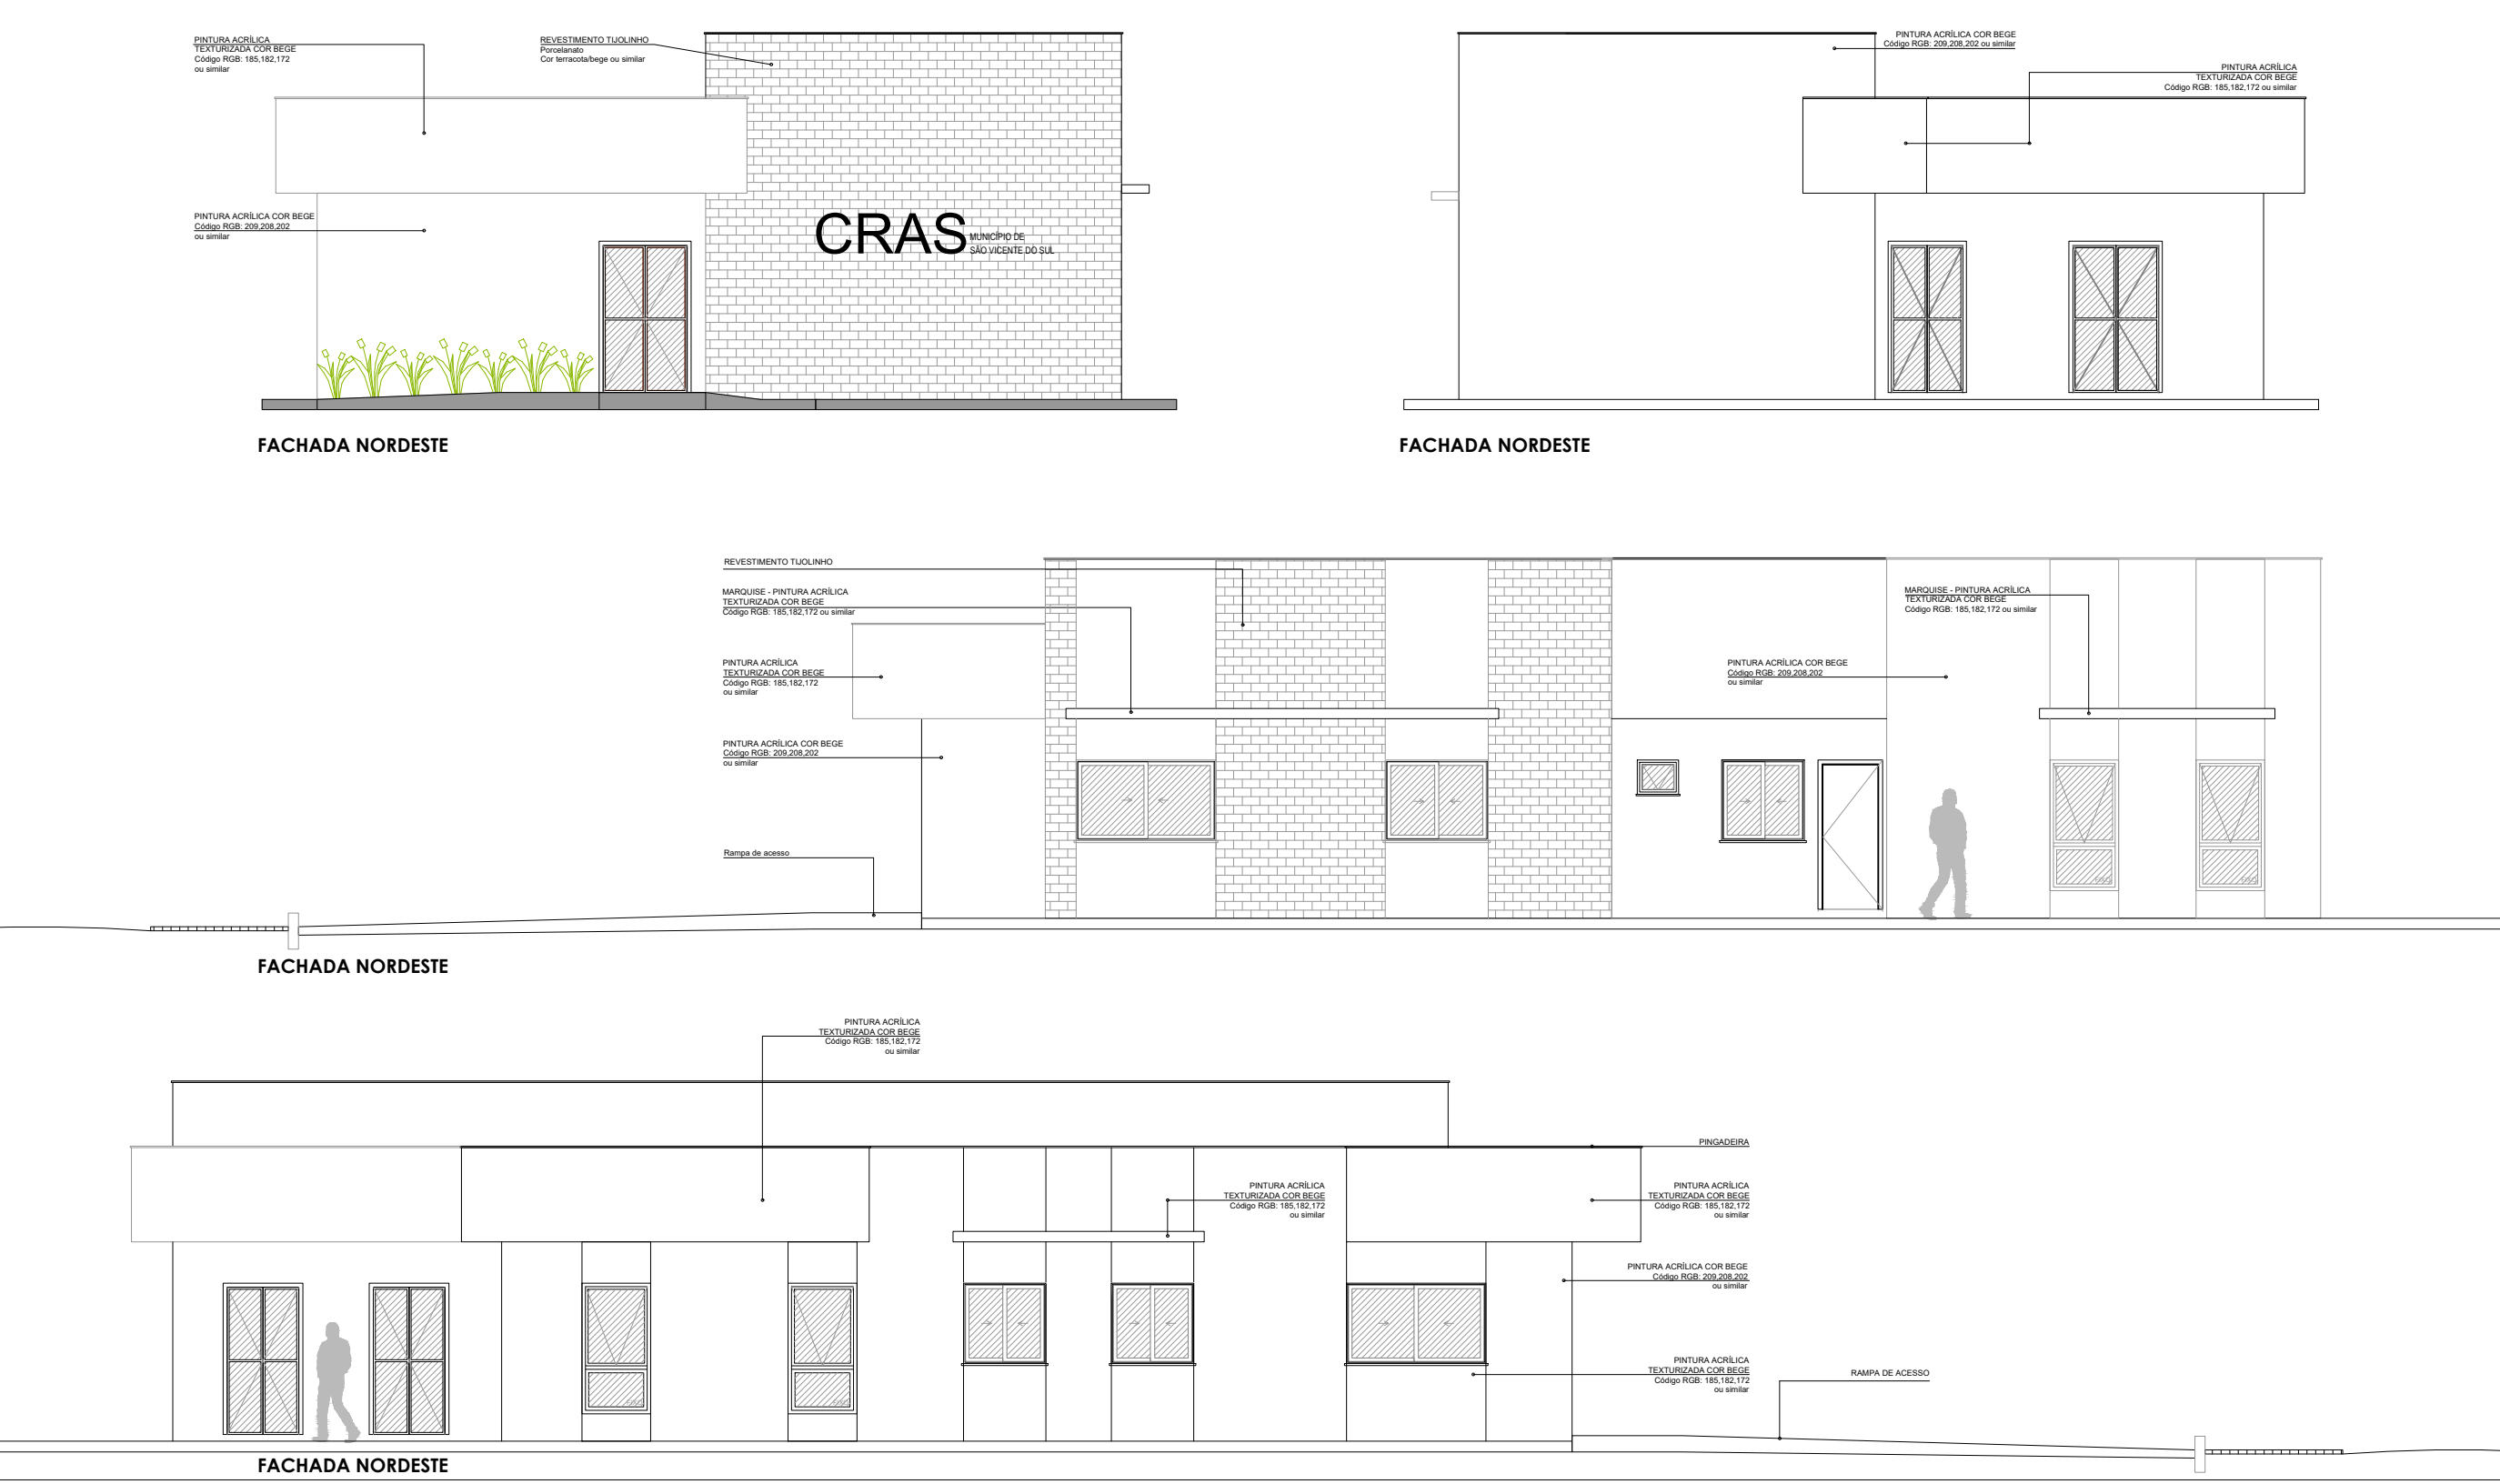 PINTURA ACRÍLICA
TEXTURIZADA COR BEGE
Código RGB: 185,182,172
ou similar
REVESTIMENTO TIJOLINHO
Porcelanato
Cor terracota/bege ou similar
PINTURA ACRÍLICA COR BEGE
Código RGB: 209,208,202
ou similar
CRAS
MUNICÍPIO DE
SÃO VICENTE DO SUL
FACHADA NORDESTE
PINTURA ACRÍLICA COR BEGE
Código RGB: 209,208,202 ou similar
PINTURA ACRÍLICA
TEXTURIZADA COR BEGE
Código RGB: 185,182,172 ou similar
FACHADA NORDESTE
REVESTIMENTO TIJOLINHO
MARQUISE - PINTURA ACRÍLICA
TEXTURIZADA COR BEGE
Código RGB: 185,182,172 ou similar
PINTURA ACRÍLICA
TEXTURIZADA COR BEGE
Código RGB: 185,182,172
ou similar
PINTURA ACRÍLICA COR BEGE
Código RGB: 209,208,202
ou similar
Rampa de acesso
MARQUISE - PINTURA ACRÍLICA
TEXTURIZADA COR BEGE
Código RGB: 185,182,172 ou similar
PINTURA ACRÍLICA COR BEGE
Código RGB: 209,208,202
ou similar
FIXO
FIXO
FACHADA NORDESTE
PINTURA ACRÍLICA
TEXTURIZADA COR BEGE
Código RGB: 185,182,172
ou similar
PINGADEIRA
PINTURA ACRÍLICA
TEXTURIZADA COR BEGE
Código RGB: 185,182,172
ou similar
PINTURA ACRÍLICA
TEXTURIZADA COR BEGE
Código RGB: 185,182,172
ou similar
PINTURA ACRÍLICA COR BEGE
Código RGB: 209,208,202
ou similar
PINTURA ACRÍLICA
TEXTURIZADA COR BEGE
Código RGB: 185,182,172
ou similar
RAMPA DE ACESSO
FIXO
FIXO
FACHADA NORDESTE